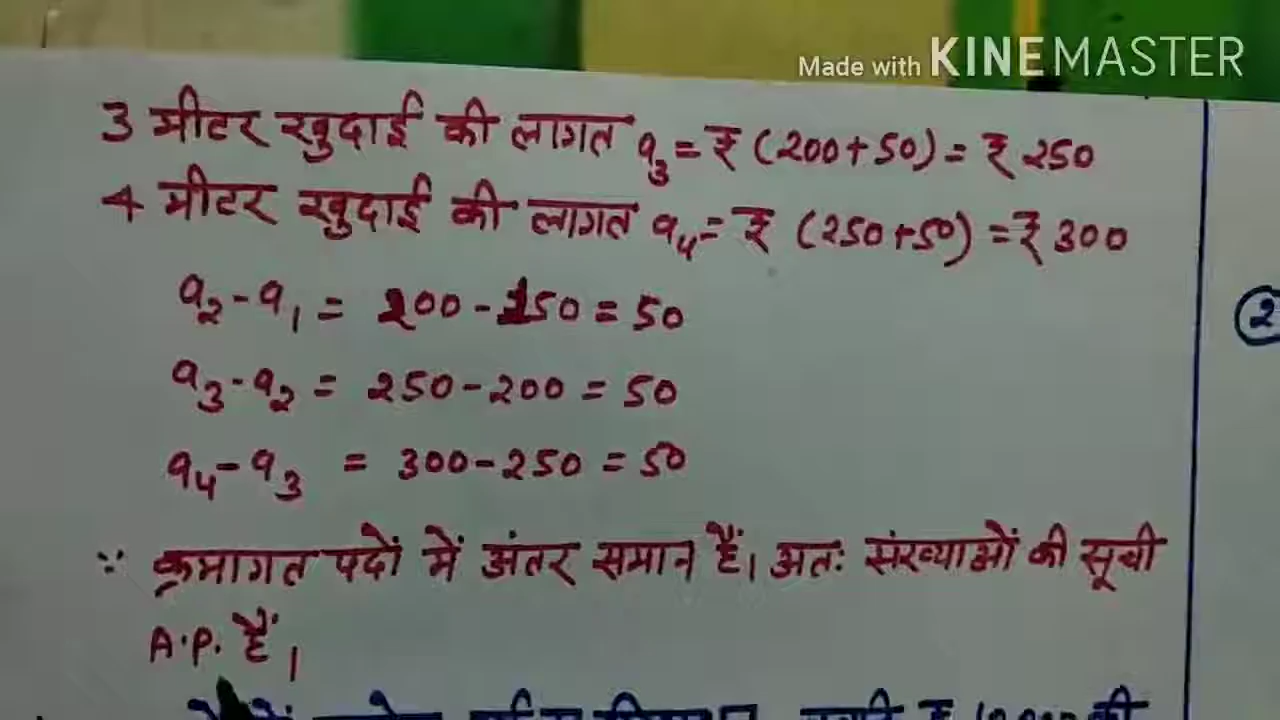 Made with KINEMASTER
3 मीटर खुदाई की लागत a₃ = ₹ (200+50) = ₹ 250
4 मीटर खुदाई की लागत a₄ = ₹ (250+50) = ₹ 300
a₂-a₁ = 200-150 = 50
a₃-a₂ = 250-200 = 50
a₄-a₃ = 300-250 = 50
2
∵ क्रमागत पदों में अंतर समान हैं। अतः संख्याओं की सूची
A.P. हैं।